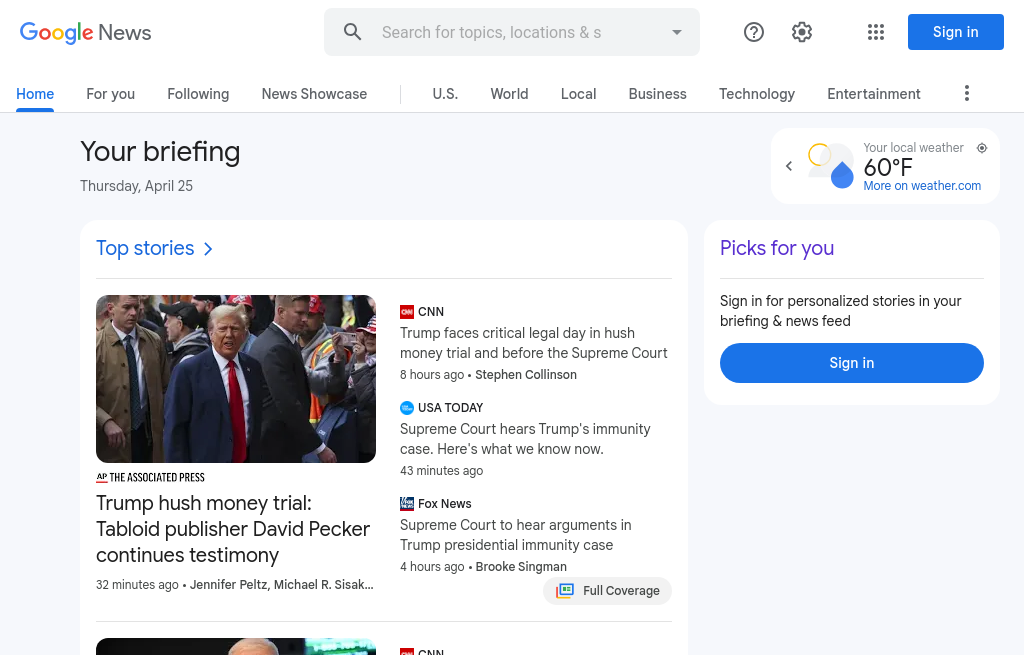 Google News
Search for topics, locations & s
Sign in
Home
For you
Following
News Showcase
U.S.
World
Local
Business
Technology
Entertainment
Your briefing
Thursday, April 25
Your local weather
60°F
More on weather.com
Top stories
Picks for you
Sign in for personalized stories in your
briefing & news feed
Sign in
AP THE ASSOCIATED PRESS
Trump hush money trial:
Tabloid publisher David Pecker
continues testimony
32 minutes ago • Jennifer Peltz, Michael R. Sisak...
CNN
Trump faces critical legal day in hush
money trial and before the Supreme Court
8 hours ago • Stephen Collinson
USA TODAY
Supreme Court hears Trump's immunity
case. Here's what we know now.
43 minutes ago
Fox News
Supreme Court to hear arguments in
Trump presidential immunity case
4 hours ago • Brooke Singman
Full Coverage
CNN